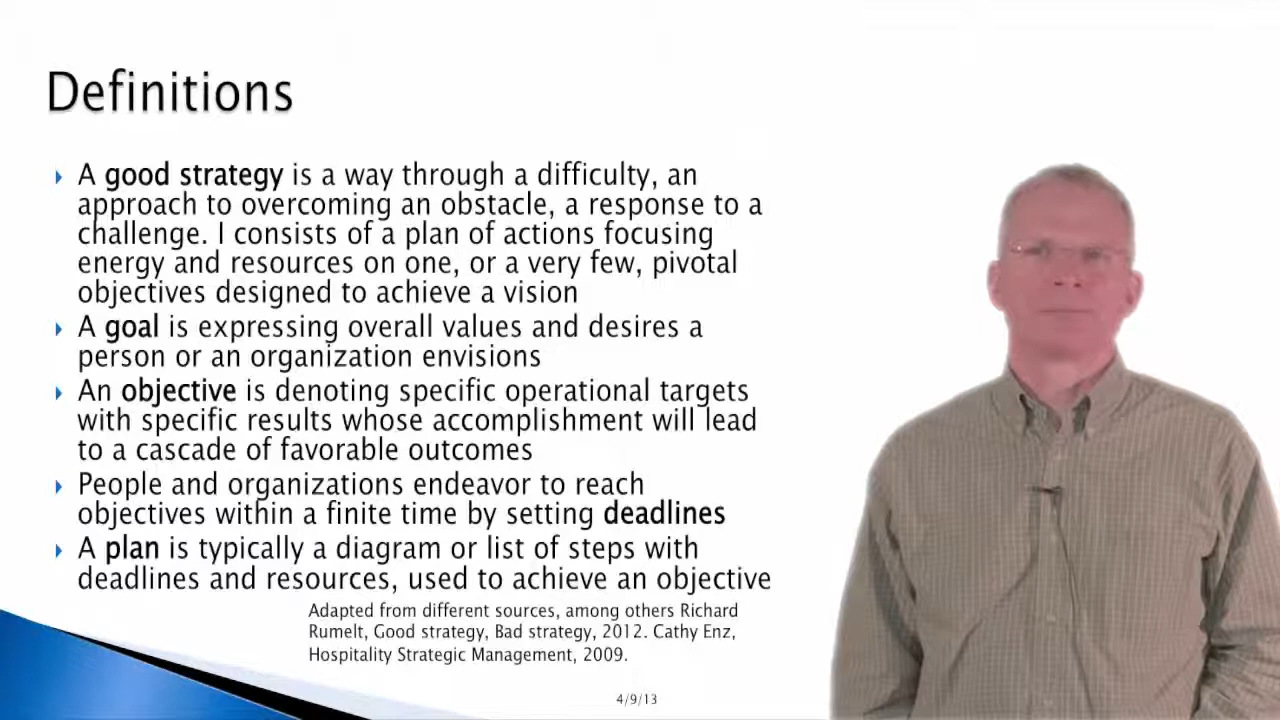 Definitions
A good strategy is a way through a difficulty, an
approach to overcoming an obstacle, a response to a
challenge. I consists of a plan of actions focusing
energy and resources on one, or a very few, pivotal
objectives designed to achieve a vision
A goal is expressing overall values and desires a
person or an organization envisions
An objective is denoting specific operational targets
with specific results whose accomplishment will lead
to a cascade of favorable outcomes
People and organizations endeavor to reach
objectives within a finite time by setting deadlines
A plan is typically a diagram or list of steps with
deadlines and resources, used to achieve an objective
Adapted from different sources, among others Richard
Rumelt, Good strategy, Bad strategy, 2012. Cathy Enz,
Hospitality Strategic Management, 2009.
4/9/13